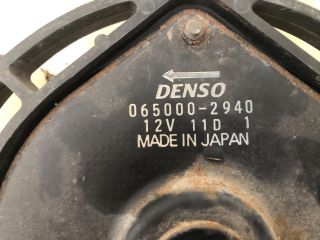 DENSO
065000-2940
12V 11D 1
MADE IN JAPAN